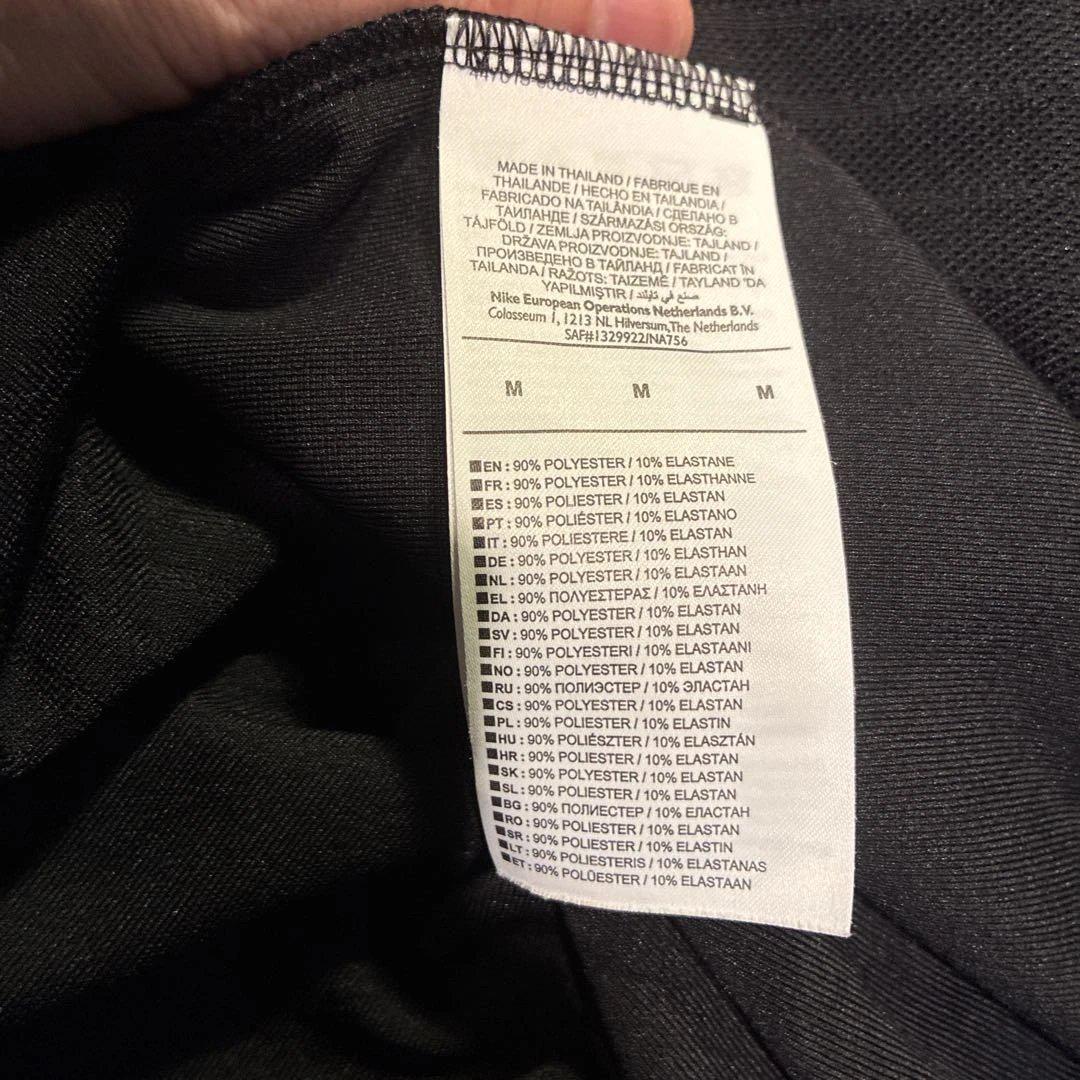 MADE IN THAILAND / FABRIQUE EN
THAILANDE / HECHO EN TAILANDIA /
FABRICADO NA TAILÂNDIA / СДЕЛАНО В
ТАИЛАНДЕ / SZÁRMAZÁSI ORSZÁG:
TÁJFÖLD / ZEMLJA PROIZVODNJE: TAJLAND /
DRŽAVA PROIZVODNJE: TAJLAND /
ПРОИЗВЕДЕНО В ТАЙЛАНД / FABRICAT ÎN
TAILANDA / RAŽOTS: TAIZEMĒ / TAYLAND 'DA
YAPILMIŞTIR / صنع في تايلند
Nike European Operations Netherlands B.V.
Colosseum 1, 1213 NL Hilversum,The Netherlands
SAF#1329922/NA756
M M M
EN : 90% POLYESTER / 10% ELASTANE
FR : 90% POLYESTER / 10% ELASTHANNE
ES : 90% POLIESTER / 10% ELASTAN
PT : 90% POLIÉSTER / 10% ELASTANO
IT : 90% POLIESTERE / 10% ELASTAN
DE : 90% POLYESTER / 10% ELASTHAN
NL : 90% POLYESTER / 10% ELASTAAN
EL : 90% ΠΟΛΥΕΣΤΕΡΑΣ / 10% ΕΛΑΣΤΑΝΗ
DA : 90% POLYESTER / 10% ELASTAN
SV : 90% POLYESTER / 10% ELASTAN
FI : 90% POLYESTERI / 10% ELASTAANI
NO : 90% POLYESTER / 10% ELASTAN
RU : 90% ПОЛИЭСТЕР / 10% ЭЛАСТАН
CS : 90% POLYESTER / 10% ELASTAN
PL : 90% POLIESTER / 10% ELASTIN
HU : 90% POLIÉSZTER / 10% ELASZTÁN
HR : 90% POLIESTER / 10% ELASTAN
SK : 90% POLYESTER / 10% ELASTAN
SL : 90% POLIESTER / 10% ELASTAN
BG : 90% ПОЛИЕСТЕР / 10% ЕЛАСТАН
RO : 90% POLIESTER / 10% ELASTAN
SR : 90% POLIESTER / 10% ELASTIN
LT : 90% POLIESTERIS / 10% ELASTANAS
ET : 90% POLÜESTER / 10% ELASTAAN